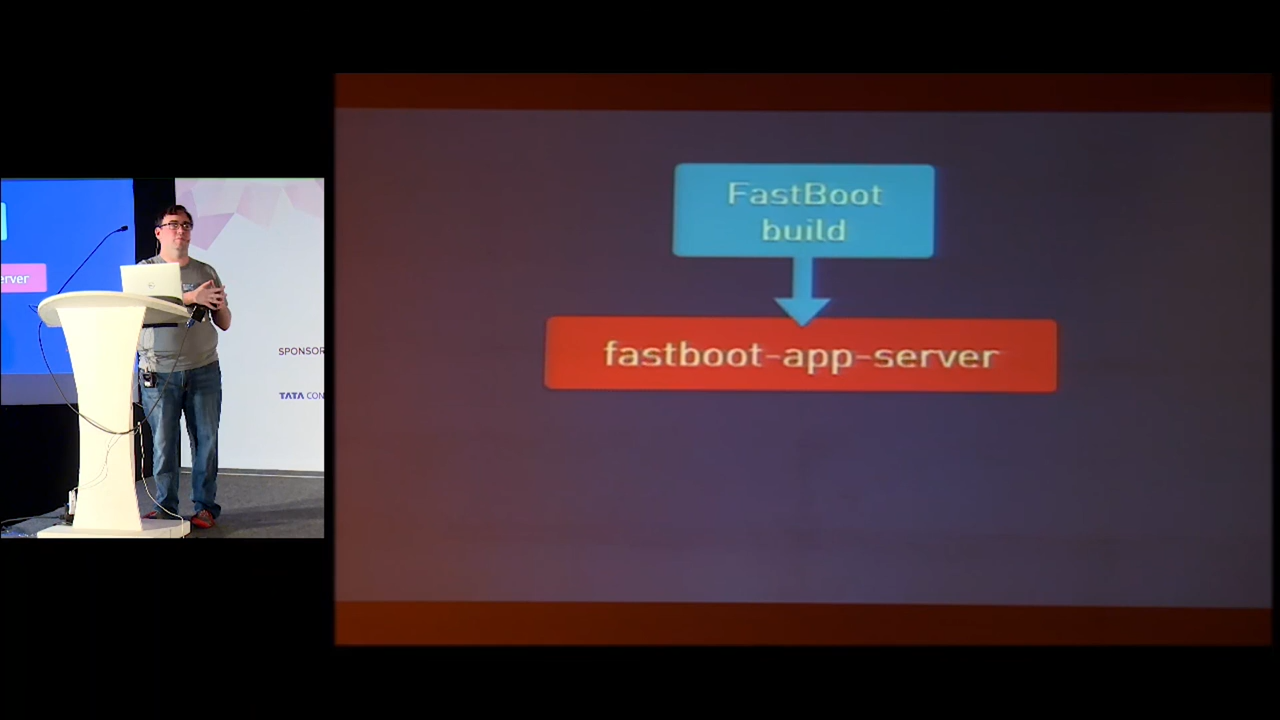 erver
SPONSOR
TATA CON
FastBoot
build
fastboot-app-server